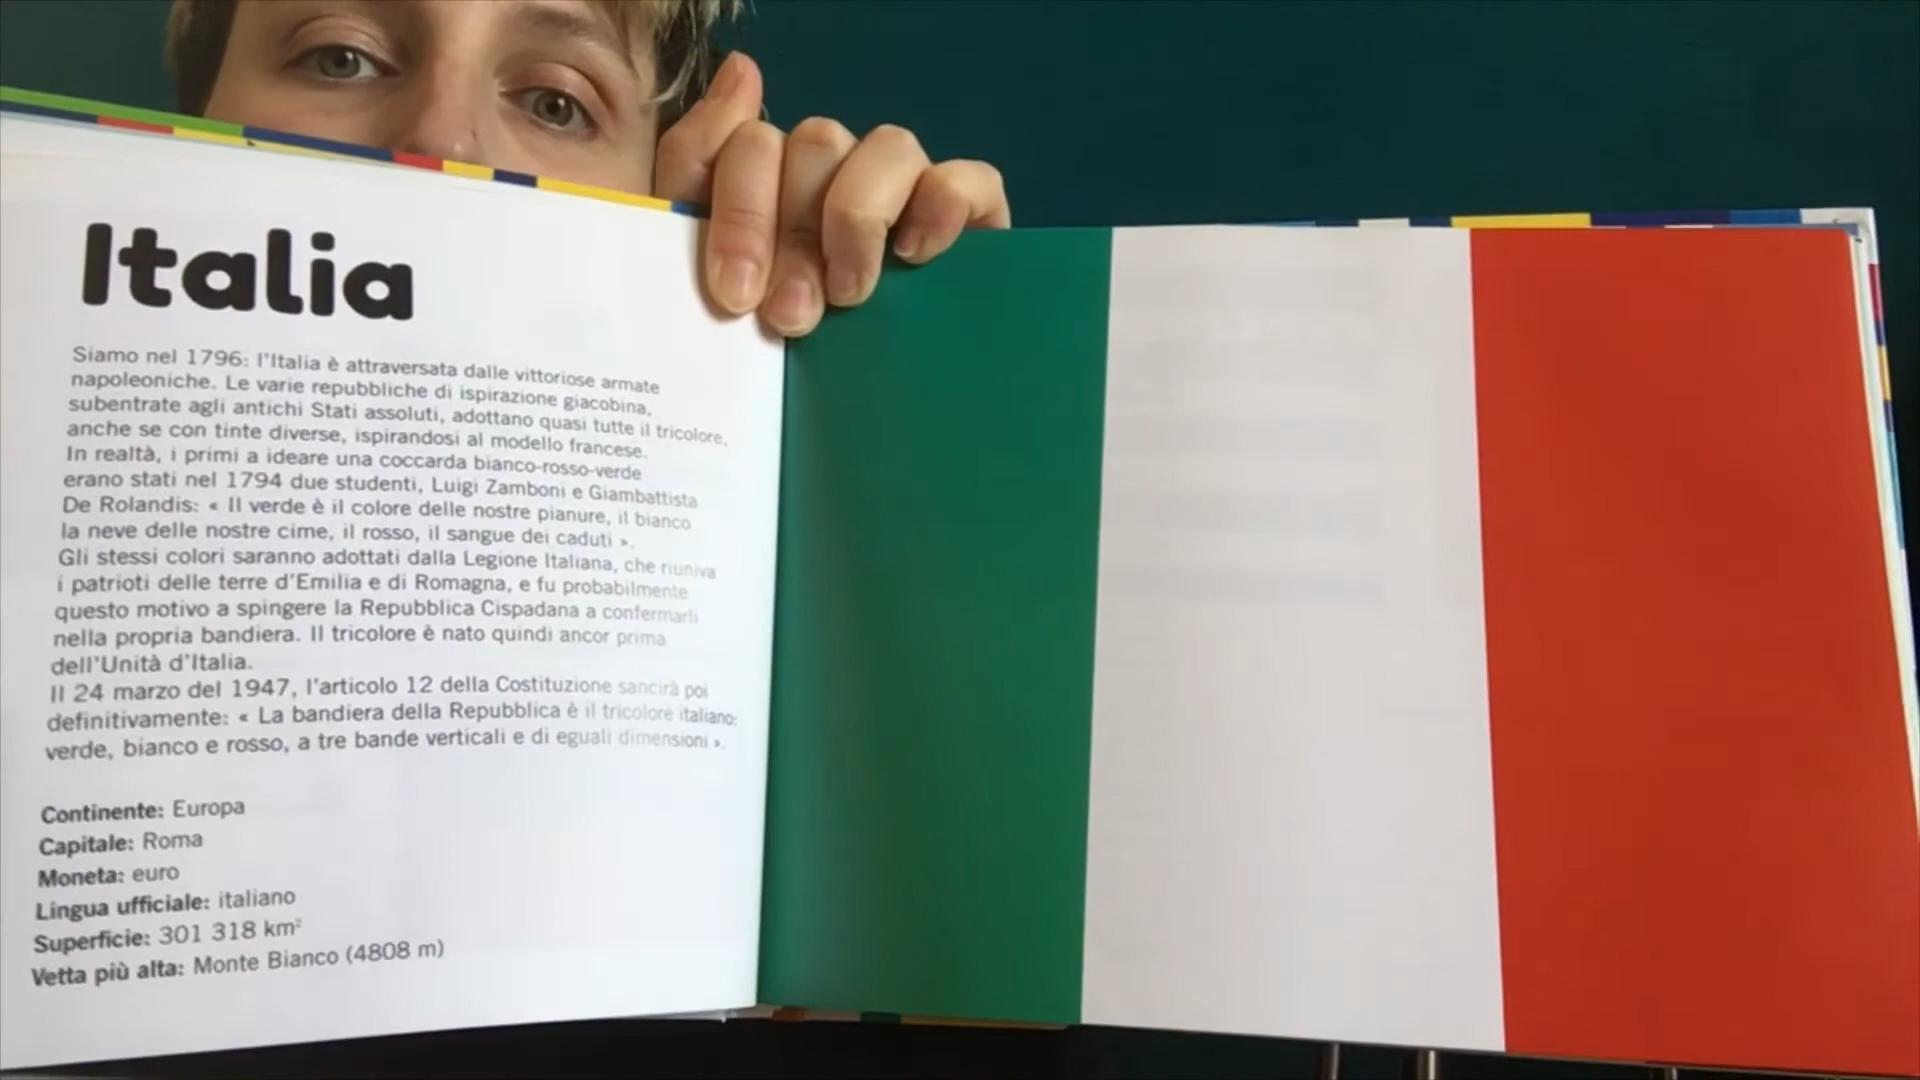 Italia
Siamo nel 1796: l'Italia è attraversata dalle vittoriose armate
napoleoniche. Le varie repubbliche di ispirazione giacobina,
subentrate agli antichi Stati assoluti, adottano quasi tutte il tricolore,
anche se con tinte diverse, ispirandosi al modello francese.
In realtà, i primi a ideare una coccarda bianco-rosso-verde
erano stati nel 1794 due studenti, Luigi Zamboni e Giambattista
De Rolandis: « Il verde è il colore delle nostre pianure, il bianco
la neve delle nostre cime, il rosso, il sangue dei caduti ».
Gli stessi colori saranno adottati dalla Legione Italiana, che riuniva
i patrioti delle terre d'Emilia e di Romagna, e fu probabilmente
questo motivo a spingere la Repubblica Cispadana a confermarli
nella propria bandiera. Il tricolore è nato quindi ancor prima
dell'Unità d'Italia.
Il 24 marzo del 1947, l'articolo 12 della Costituzione sancirà poi
definitivamente: « La bandiera della Repubblica è il tricolore italiano:
verde, bianco e rosso, a tre bande verticali e di eguali dimensioni ».
Continente: Europa
Capitale: Roma
Moneta: euro
Lingua ufficiale: italiano
Superficie: 301 318 km²
Vetta più alta: Monte Bianco (4808 m)